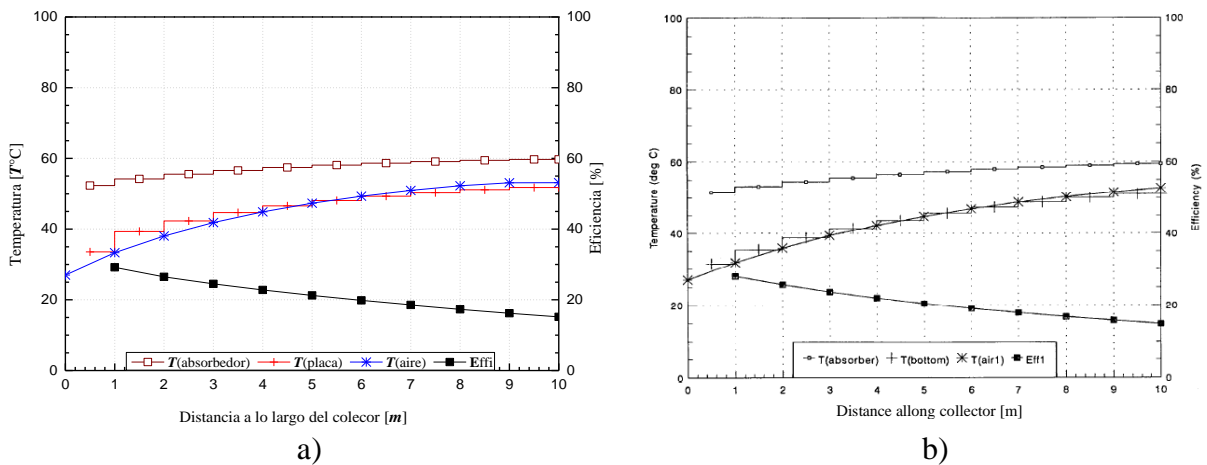 100
80
60
40
20
0
Temperatura [T°C]
100
80
60
40
20
0
Eficiencia [%]
T(absorbedor) T(placa) T(aire) Effi
0 1 2 3 4 5 6 7 8 9 10
Distancia a lo largo del colecor [m]
a)
100
80
60
40
20
0
Temperature (deg C)
100
80
60
40
20
0
Efficiency (%)
T(absorber) T(bottom) T(air1) Eff1
0 1 2 3 4 5 6 7 8 9 10
Distance allong collector [m]
b)